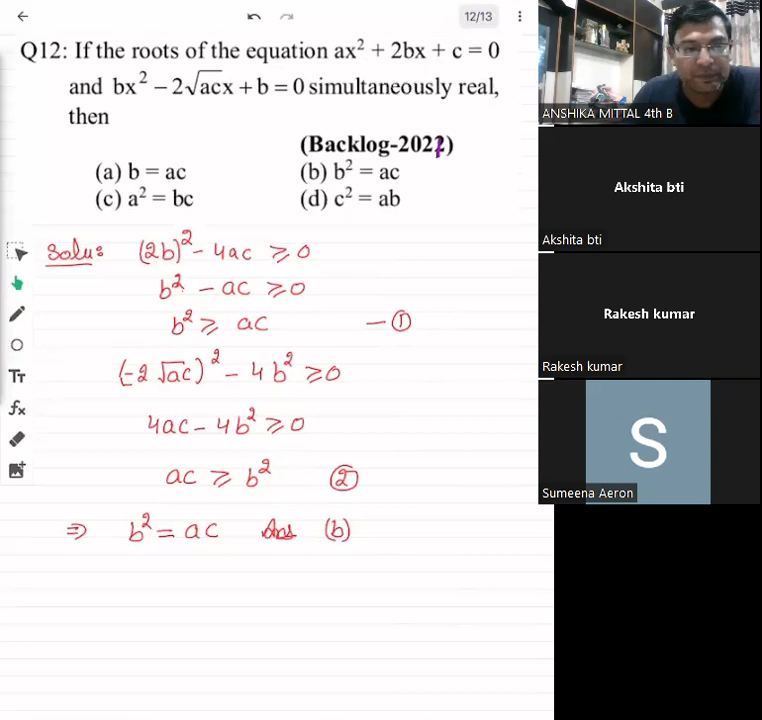 12/13
Q12: If the roots of the equation ax² + 2bx + c = 0
and bx² − 2√acx + b = 0 simultaneously real,
then
(Backlog-2022)
(a) b = ac
(b) b² = ac
(c) a² = bc
(d) c² = ab
Solu: (2b)² - 4ac ≥ 0
b² - ac ≥ 0
b² ≥ ac — ①
(-2√ac)² - 4b² ≥ 0
4ac - 4b² ≥ 0
ac ≥ b² ②
⇒ b² = ac Ans (b)
Tт
fx
ANSHIKA MITTAL 4th B
Akshita bti
Akshita bti
Rakesh kumar
Rakesh kumar
S
Sumeena Aeron